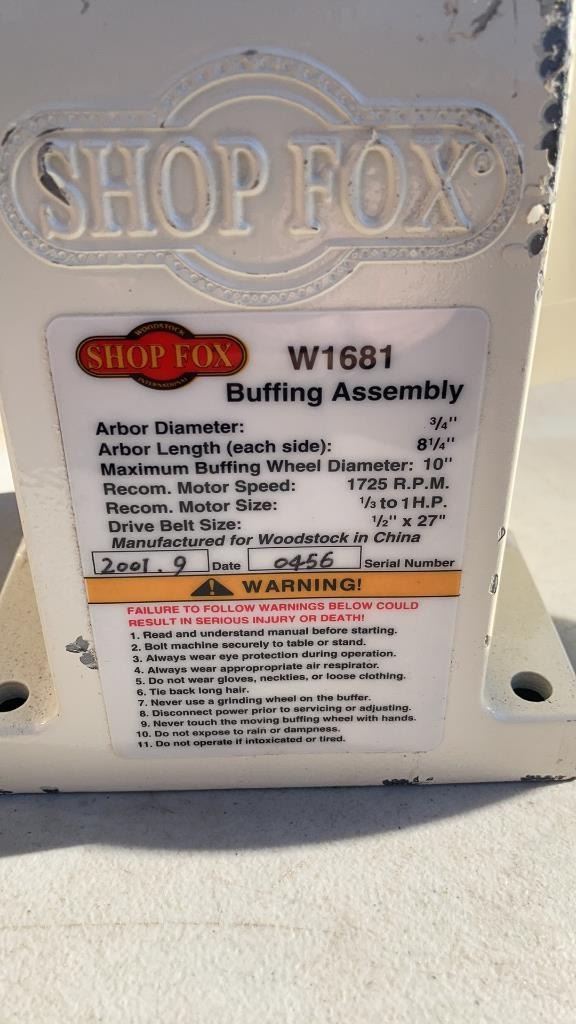 SHOP FOX®
WOODSTOCK
SHOP FOX
INTERNATIONAL
W1681
Buffing Assembly
Arbor Diameter: 3/4"
Arbor Length (each side): 8 1/4"
Maximum Buffing Wheel Diameter: 10"
Recom. Motor Speed: 1725 R.P.M.
Recom. Motor Size: 1/3 to 1 H.P.
Drive Belt Size: 1/2" x 27"
Manufactured for Woodstock in China
2001.9 Date 0456 Serial Number
WARNING!
FAILURE TO FOLLOW WARNINGS BELOW COULD
RESULT IN SERIOUS INJURY OR DEATH!
1. Read and understand manual before starting.
2. Bolt machine securely to table or stand.
3. Always wear eye protection during operation.
4. Always wear appropropriate air respirator.
5. Do not wear gloves, neckties, or loose clothing.
6. Tie back long hair.
7. Never use a grinding wheel on the buffer.
8. Disconnect power prior to servicing or adjusting.
9. Never touch the moving buffing wheel with hands.
10. Do not expose to rain or dampness.
11. Do not operate if intoxicated or tired.